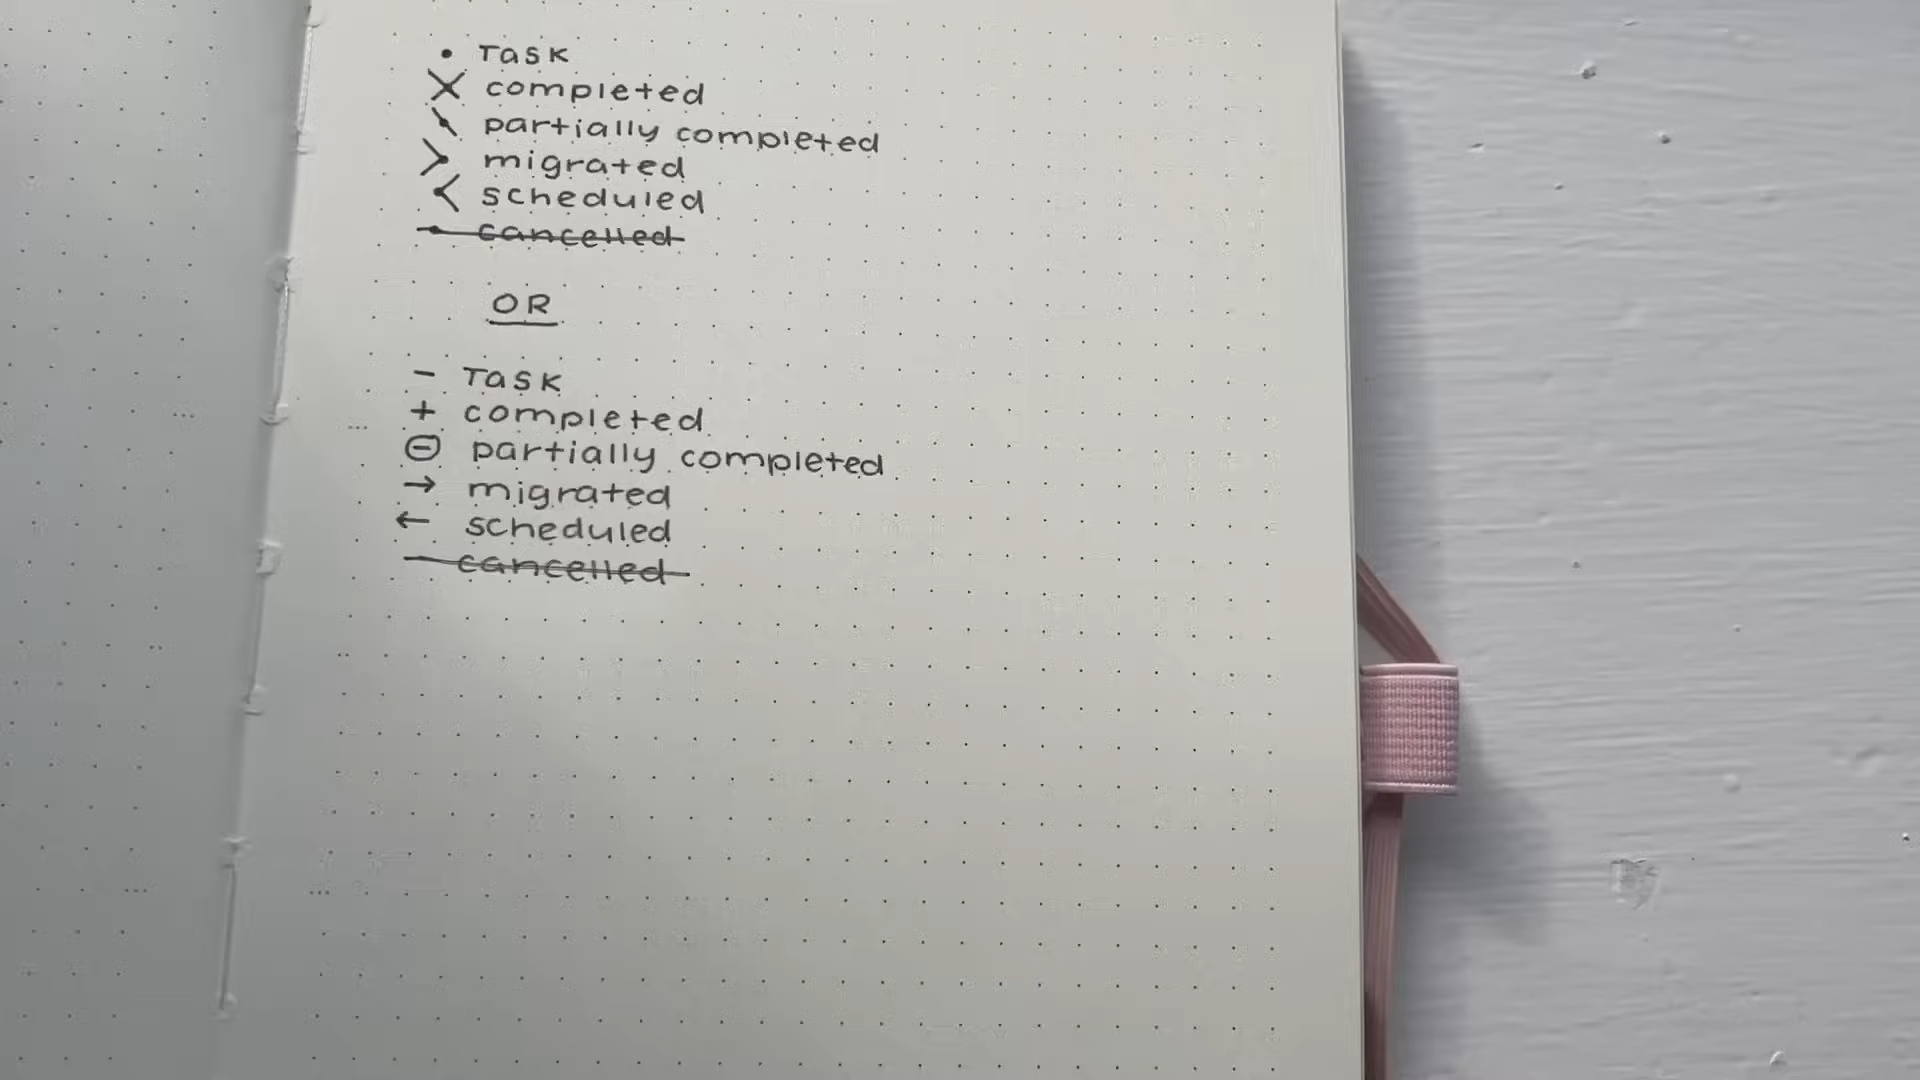 • Task
X completed
\ partially completed
> migrated
< scheduled
cancelled
OR
- Task
+ completed
⊖ partially completed
→ migrated
← scheduled
cancelled